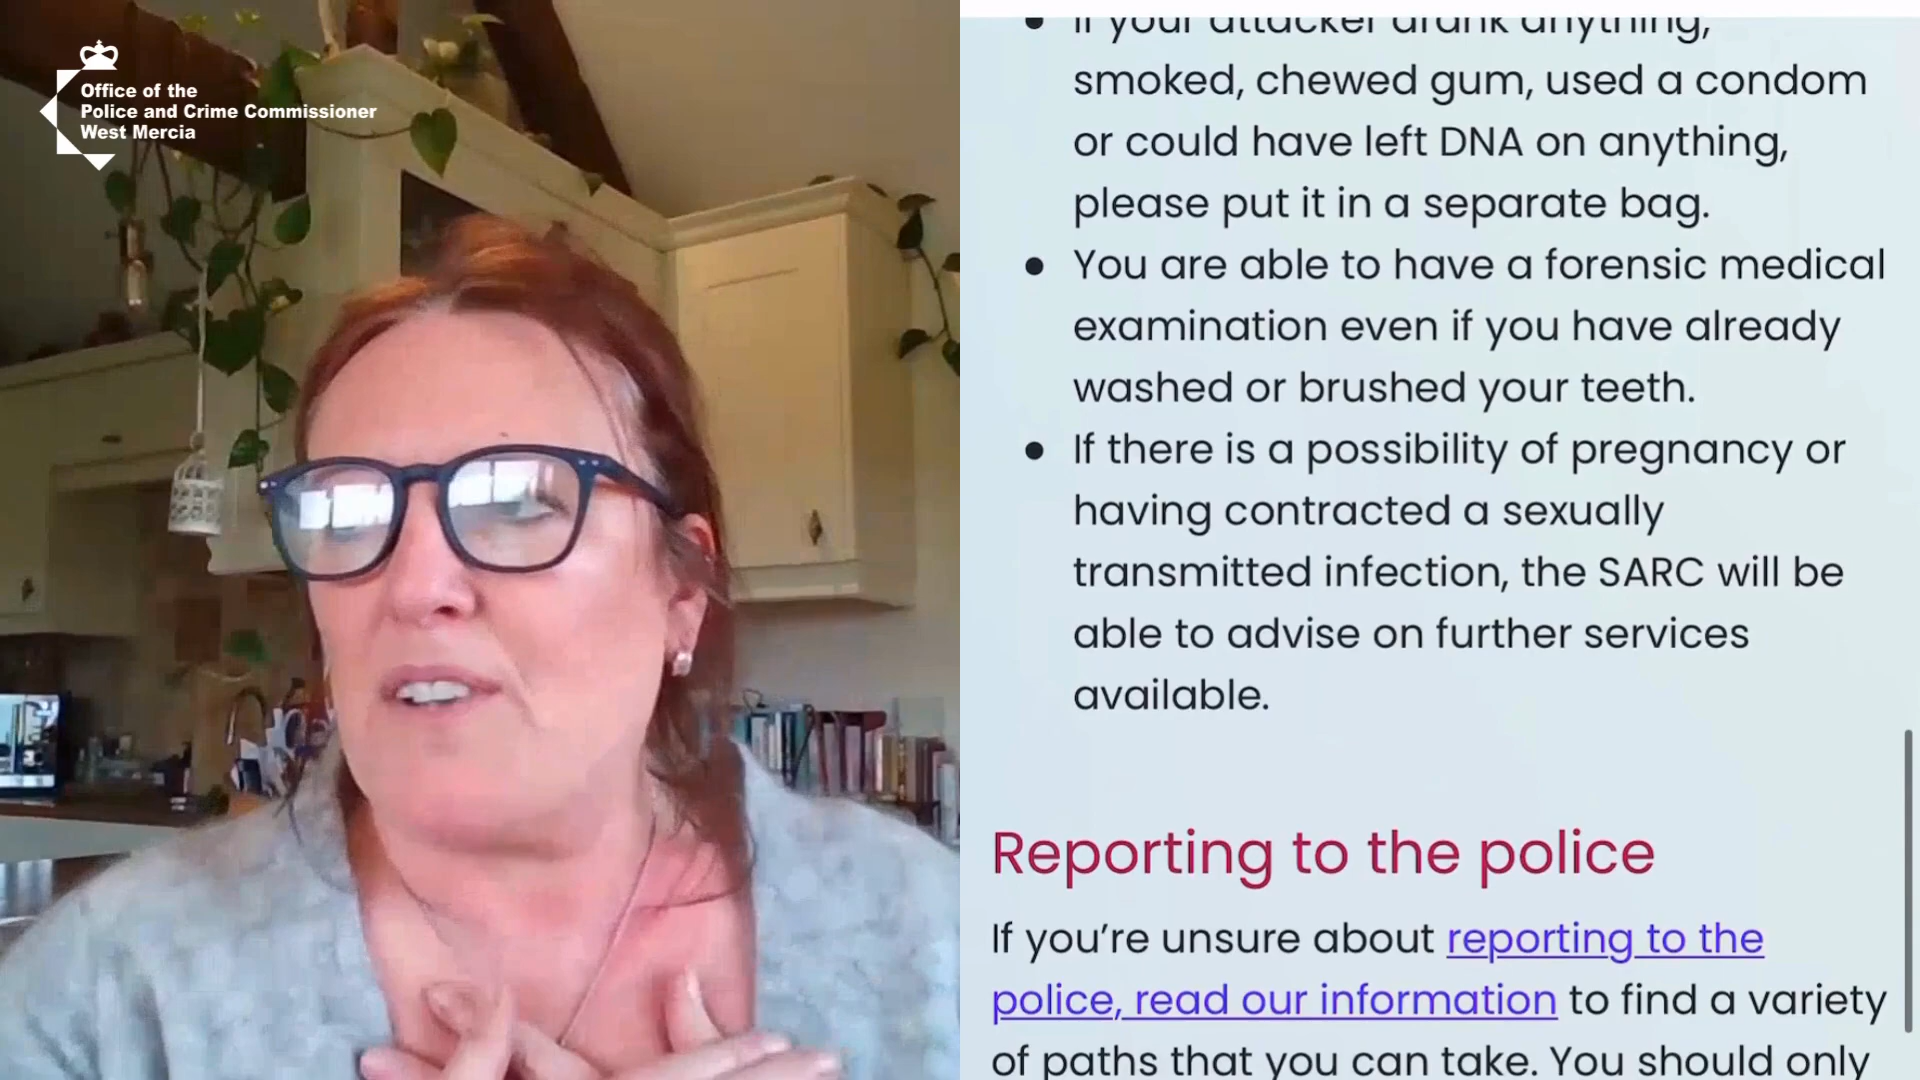 Office of the
Police and Crime Commissioner
West Mercia
If your attacker drank anything,
smoked, chewed gum, used a condom
or could have left DNA on anything,
please put it in a separate bag.
You are able to have a forensic medical
examination even if you have already
washed or brushed your teeth.
If there is a possibility of pregnancy or
having contracted a sexually
transmitted infection, the SARC will be
able to advise on further services
available.
Reporting to the police
If you’re unsure about reporting to the
police, read our information to find a variety
of paths that you can take. You should only